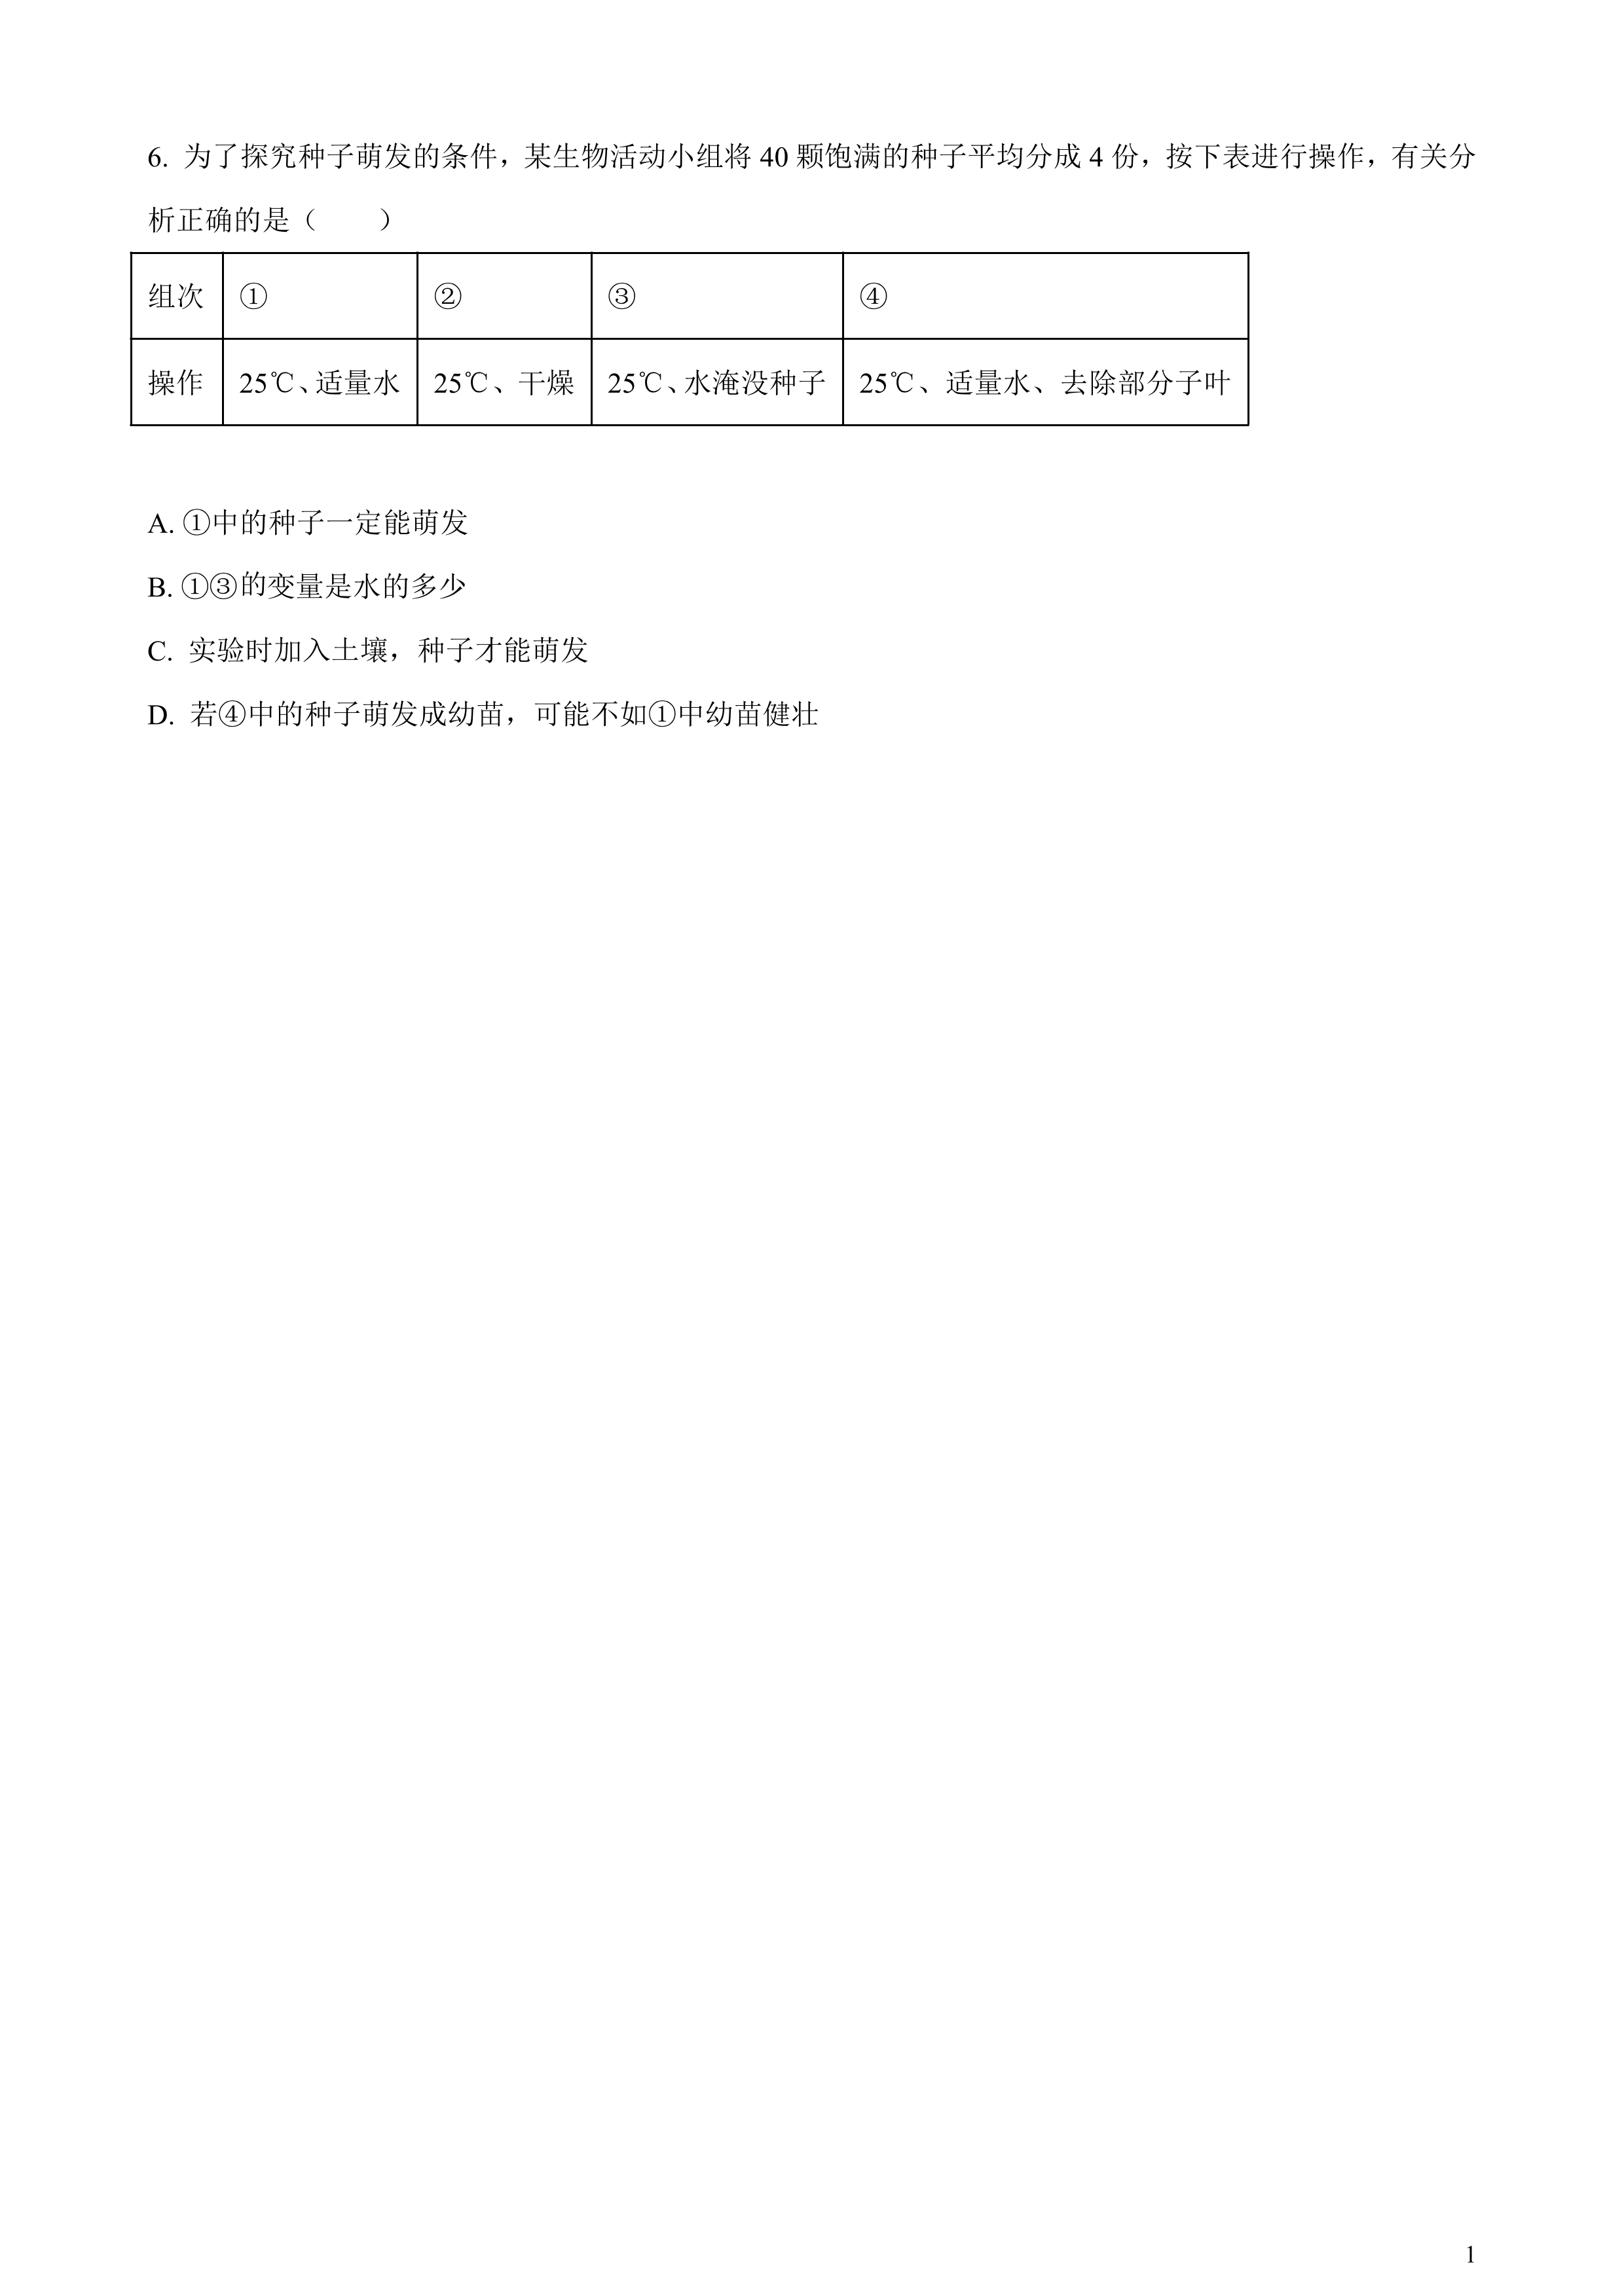 6. 为了探究种子萌发的条件，某生物活动小组将 40 颗饱满的种子平均分成 4 份，按下表进行操作，有关分
析正确的是（　　）
组次 ① ② ③ ④
操作 25℃、适量水 25℃、干燥 25℃、水淹没种子 25℃、适量水、去除部分子叶
A. ①中的种子一定能萌发
B. ①③的变量是水的多少
C. 实验时加入土壤，种子才能萌发
D. 若④中的种子萌发成幼苗，可能不如①中幼苗健壮
1